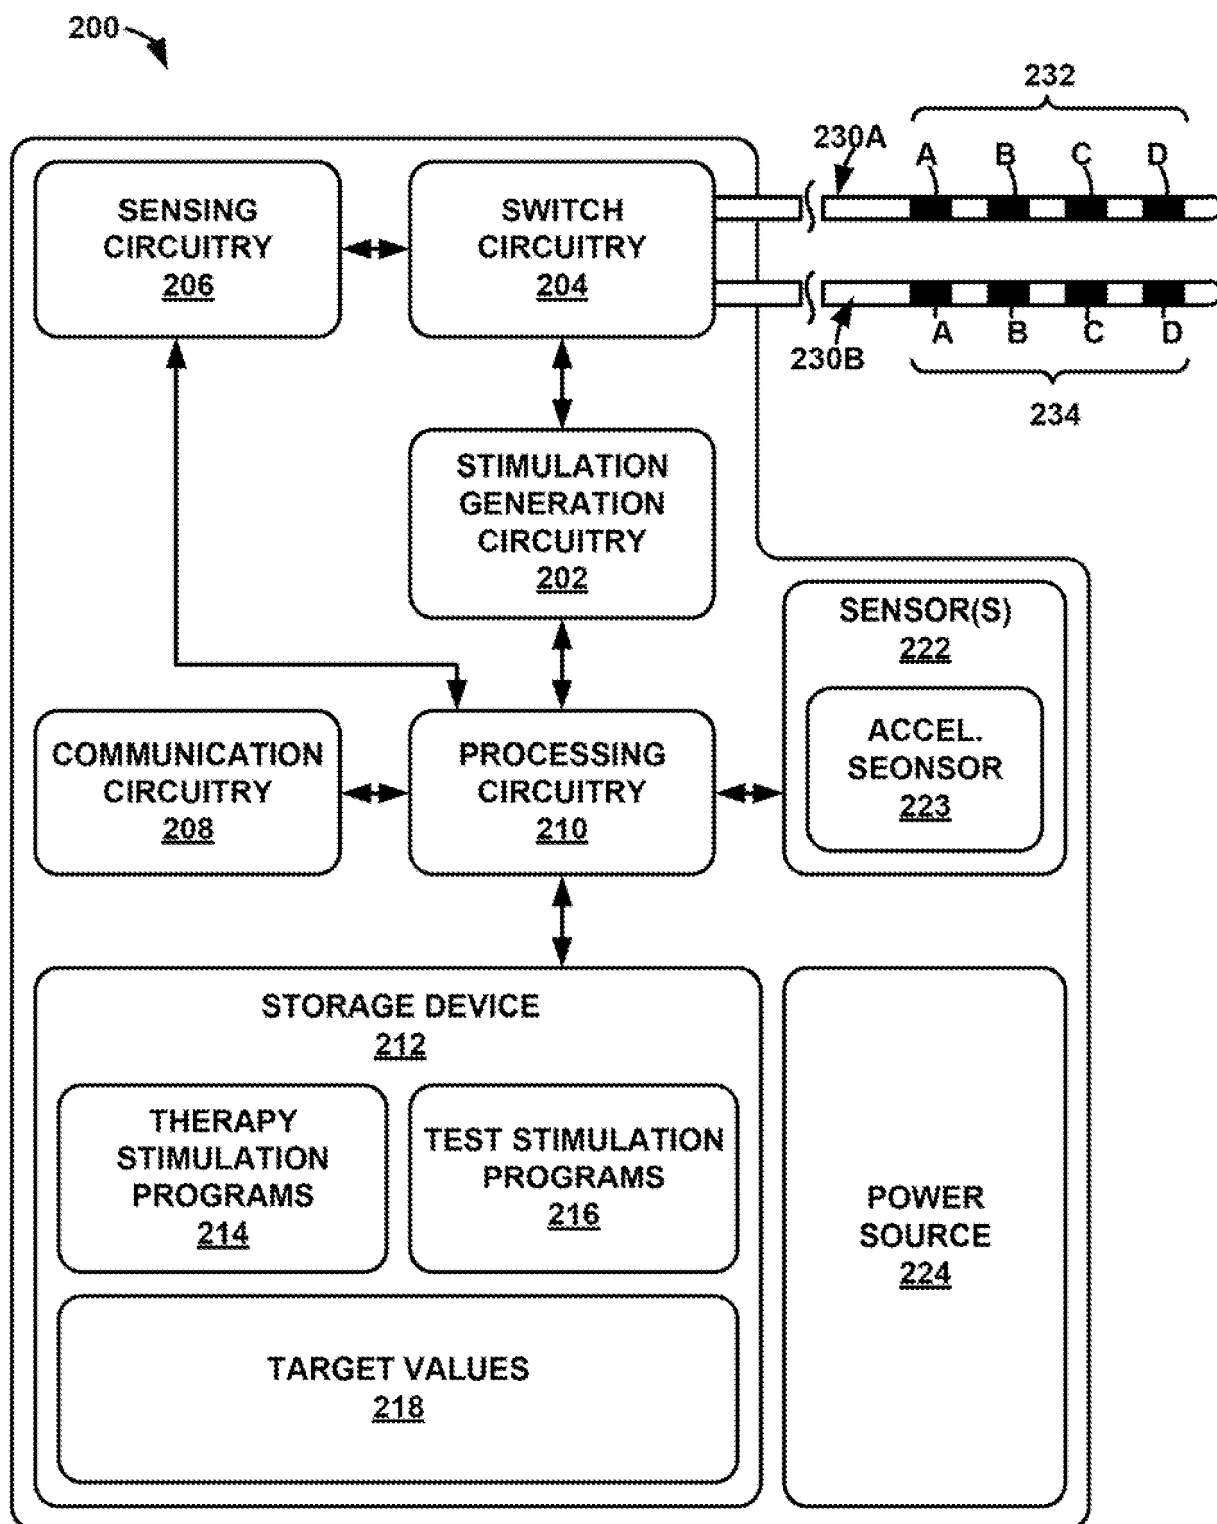 200
232
230A
A B C D
SENSING
CIRCUITRY
206
SWITCH
CIRCUITRY
204
A B C D
230B
234
STIMULATION
GENERATION
CIRCUITRY
202
SENSOR(S)
222
ACCEL.
SEONSOR
223
COMMUNICATION
CIRCUITRY
208
PROCESSING
CIRCUITRY
210
STORAGE DEVICE
212
THERAPY
STIMULATION
PROGRAMS
214
TEST STIMULATION
PROGRAMS
216
POWER
SOURCE
224
TARGET VALUES
218